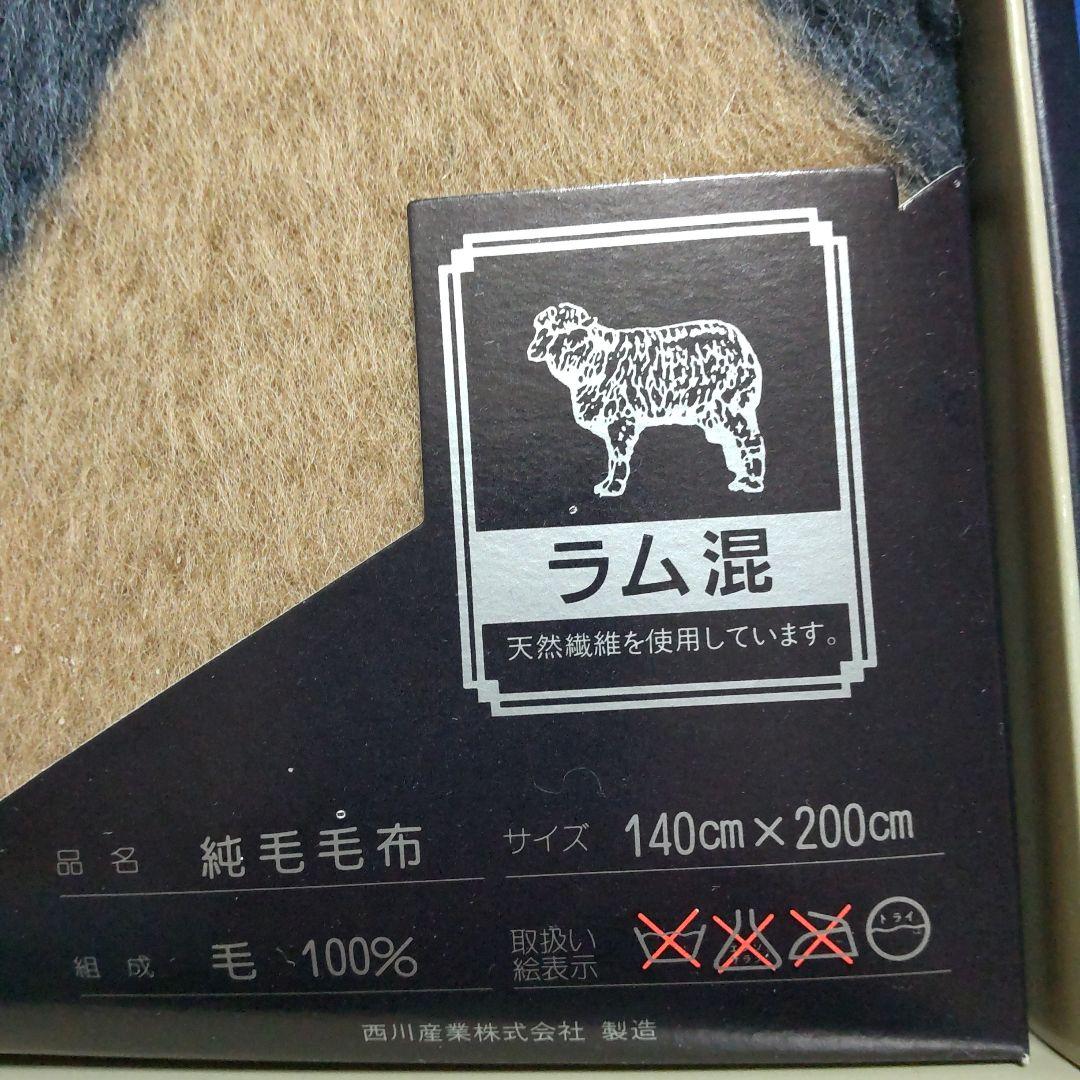 ラム混
天然繊維を使用しています。
品名 純毛毛布 サイズ 140cm×200cm
組成 毛 100% 取扱い
絵表示
ドライ
西川産業株式会社 製造